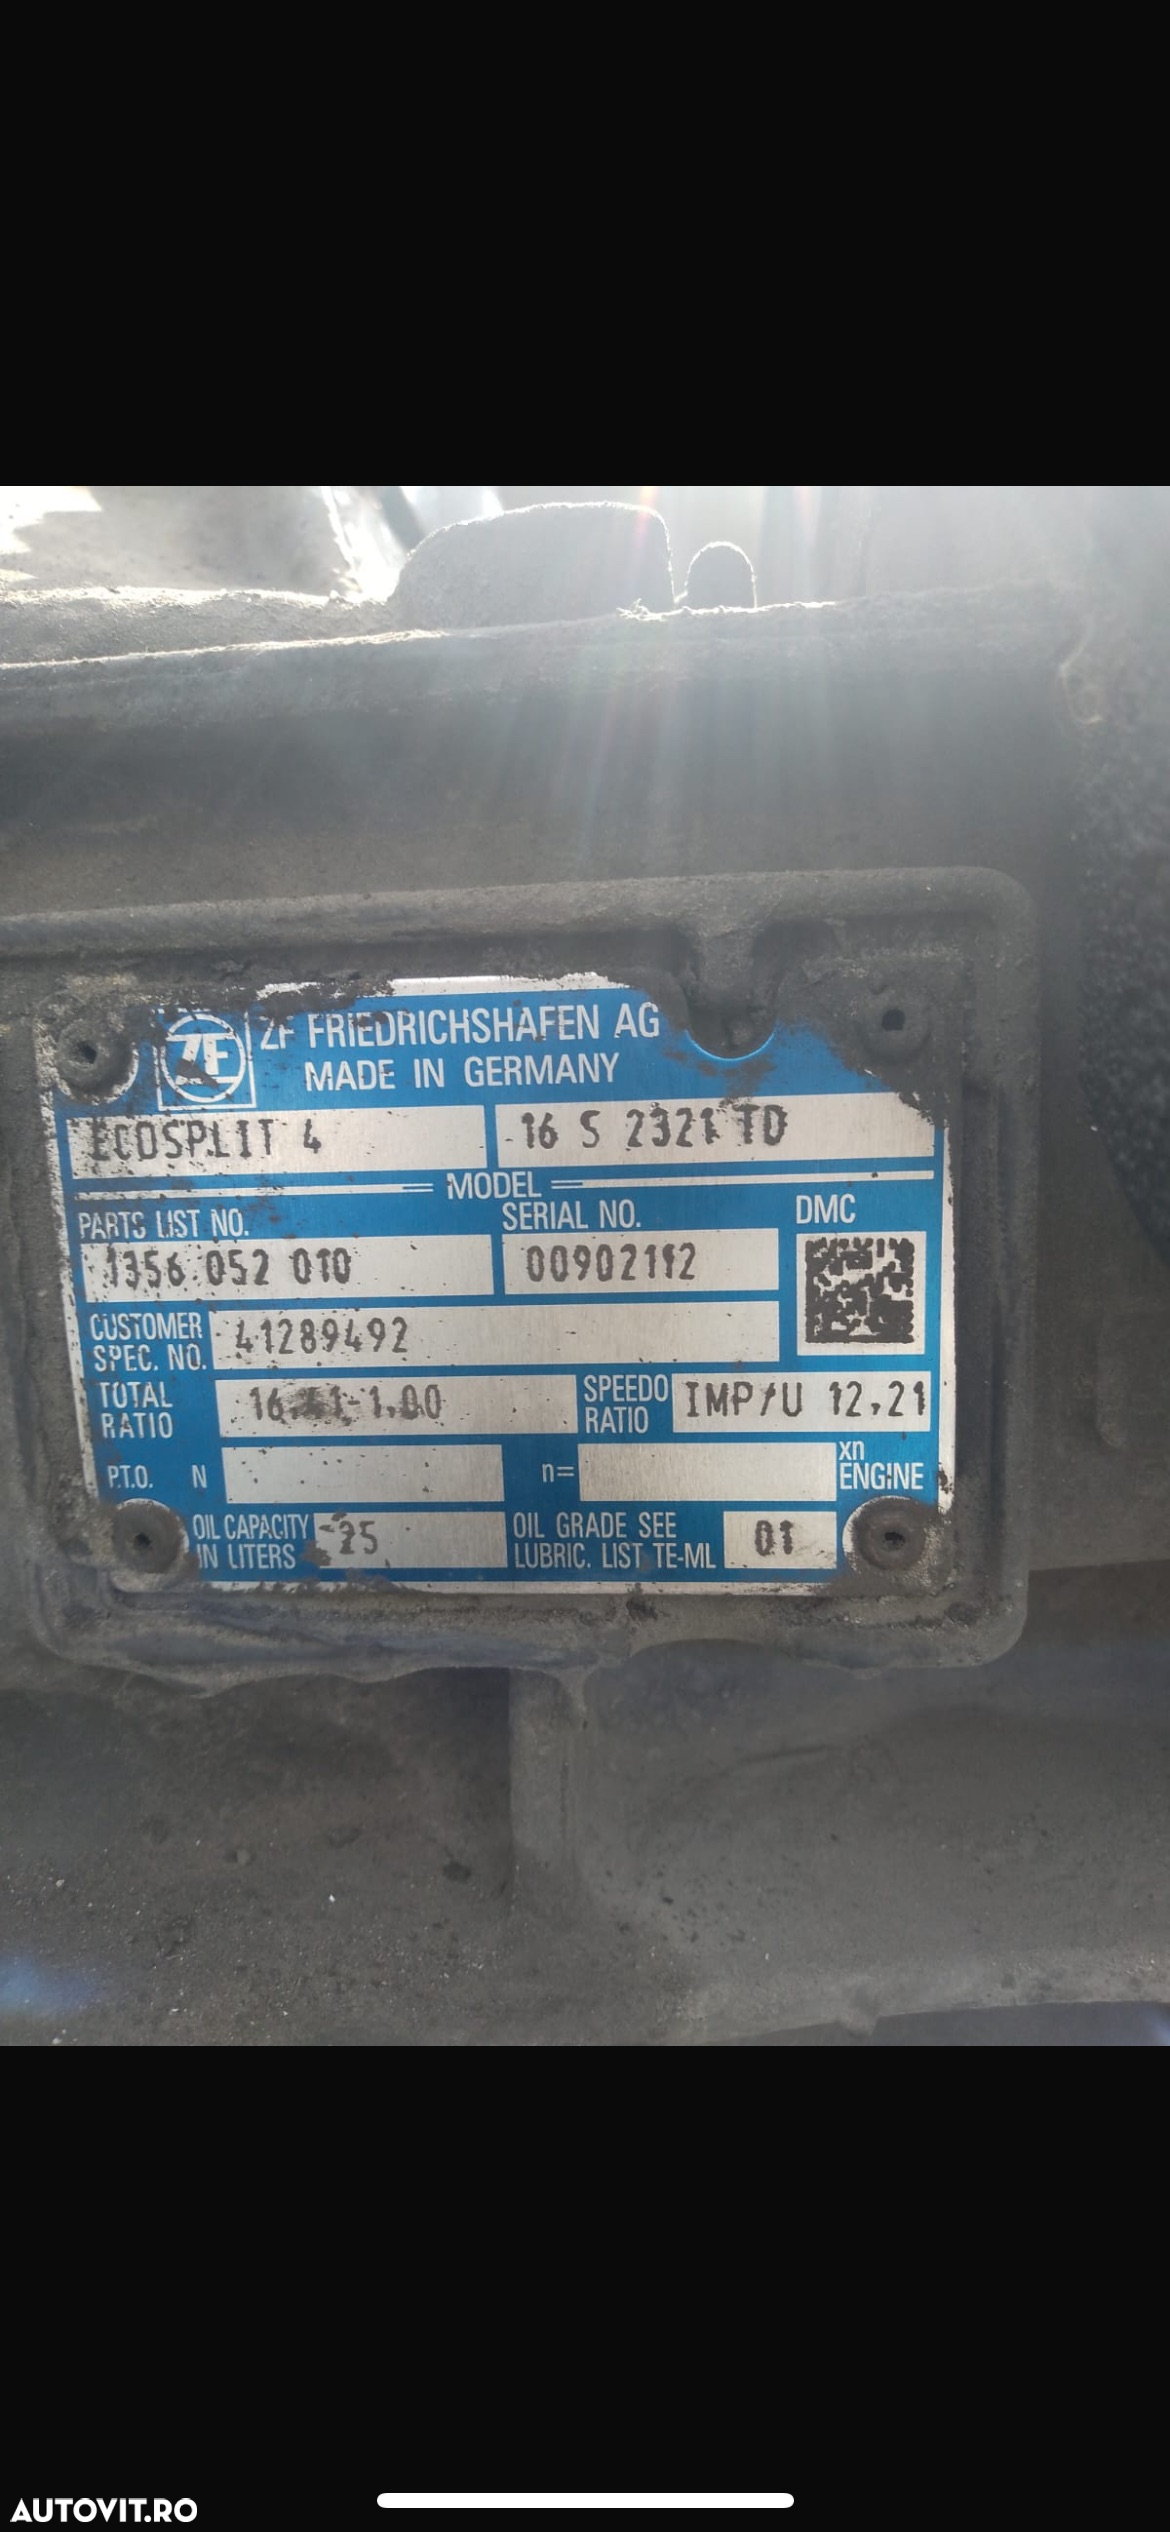 ZF
ZF FRIEDRICHSHAFEN AG
MADE IN GERMANY
ECOSPLIT 4
16 S 2321 TD
MODEL
PARTS LIST NO.
SERIAL NO.
DMC
1356 052 010
00902112
CUSTOMER
SPEC. NO.
41289492
TOTAL
RATIO
SPEEDO
RATIO
IMP/U 12,21
P.T.O. N
n=
xn
ENGINE
OIL CAPACITY
IN LITERS
25
OIL GRADE SEE
LUBRIC. LIST TE-ML
01
AUTOVIT.RO